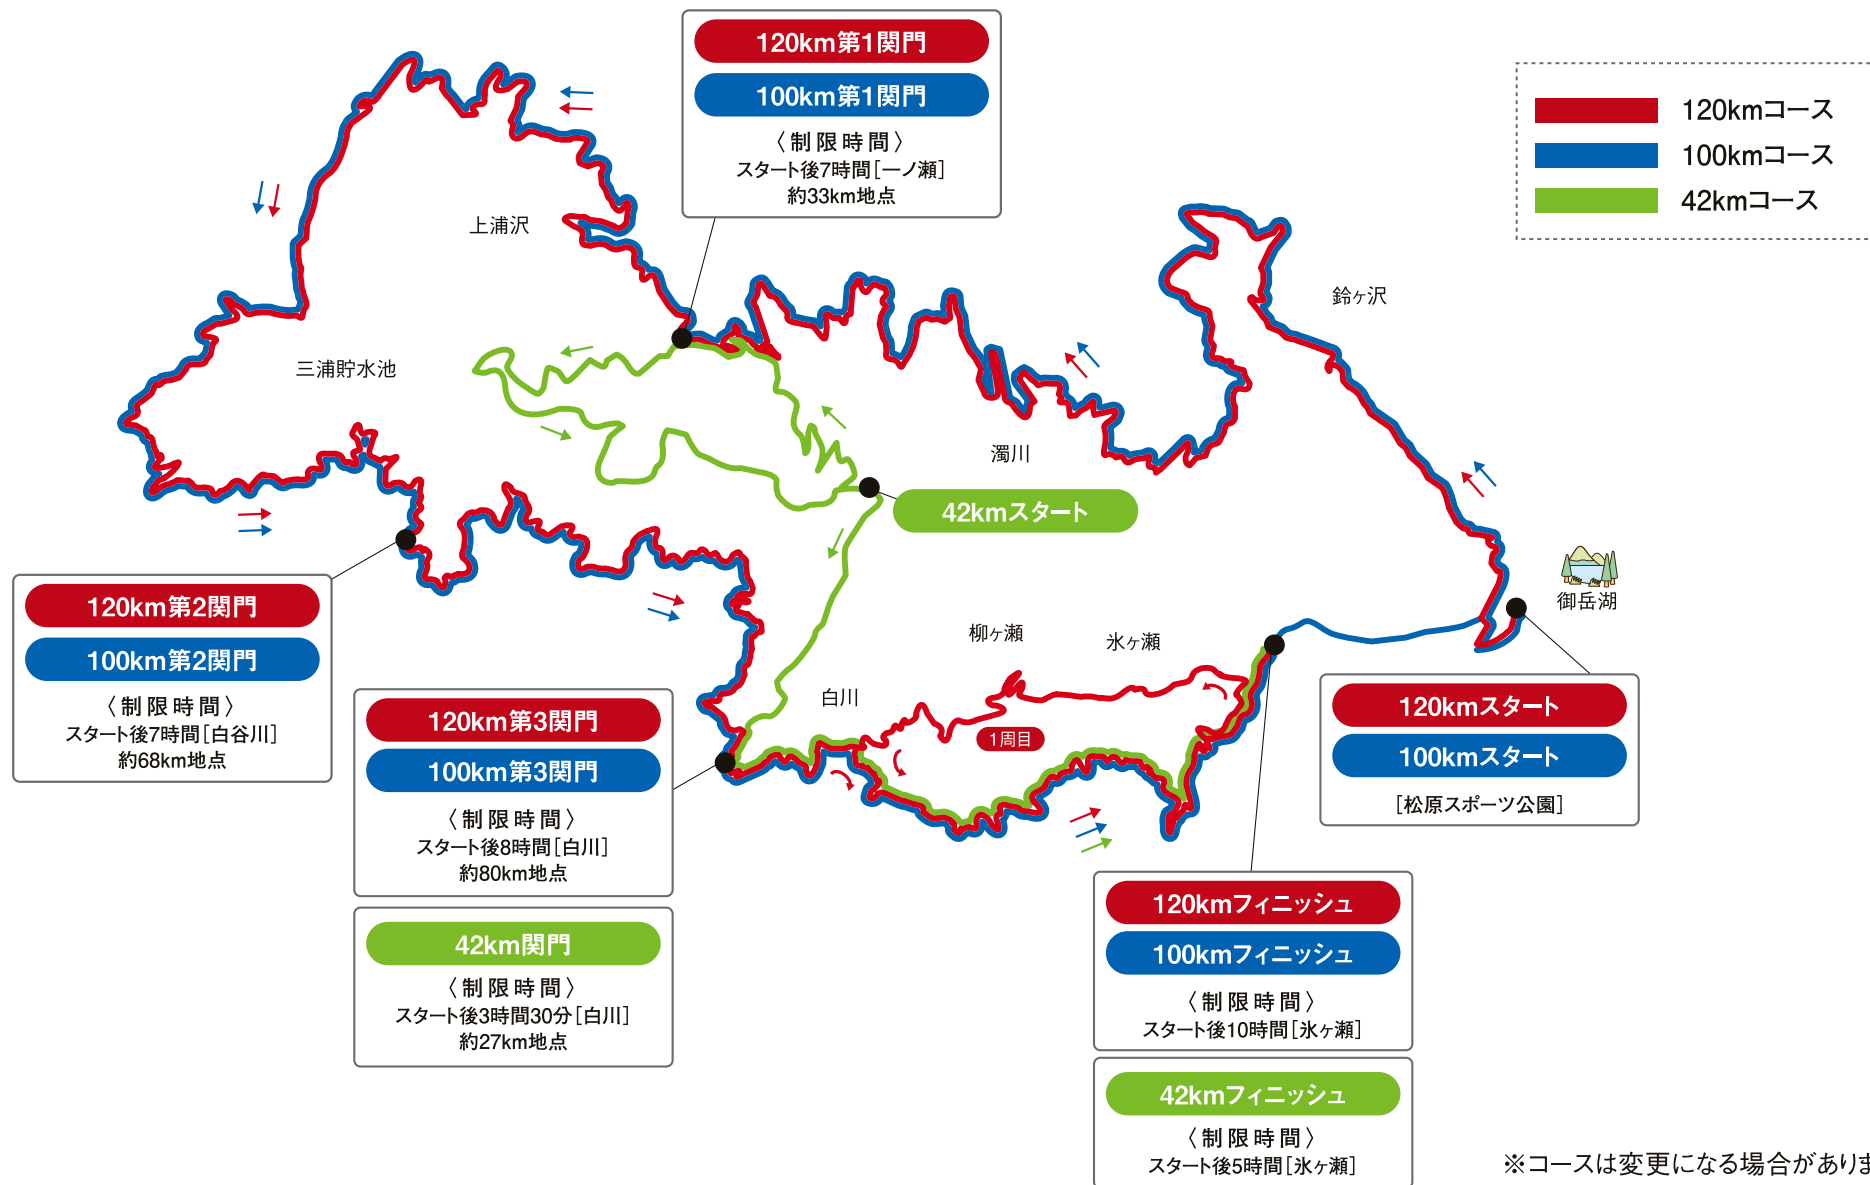 120km第1関門
100km第1関門
〈制限時間〉
スタート後7時間[一ノ瀬]
約33km地点
120kmコース
100kmコース
42kmコース
上浦沢
鈴ヶ沢
三浦貯水池
濁川
42kmスタート
御岳湖
120km第2関門
100km第2関門
〈制限時間〉
スタート後7時間[白谷川]
約68km地点
柳ヶ瀬
氷ヶ瀬
白川
1周目
120km第3関門
100km第3関門
〈制限時間〉
スタート後8時間[白川]
約80km地点
120kmスタート
100kmスタート
[松原スポーツ公園]
42km関門
〈制限時間〉
スタート後3時間30分[白川]
約27km地点
120kmフィニッシュ
100kmフィニッシュ
〈制限時間〉
スタート後10時間[氷ヶ瀬]
42kmフィニッシュ
〈制限時間〉
スタート後5時間[氷ヶ瀬]
※コースは変更になる場合がありま